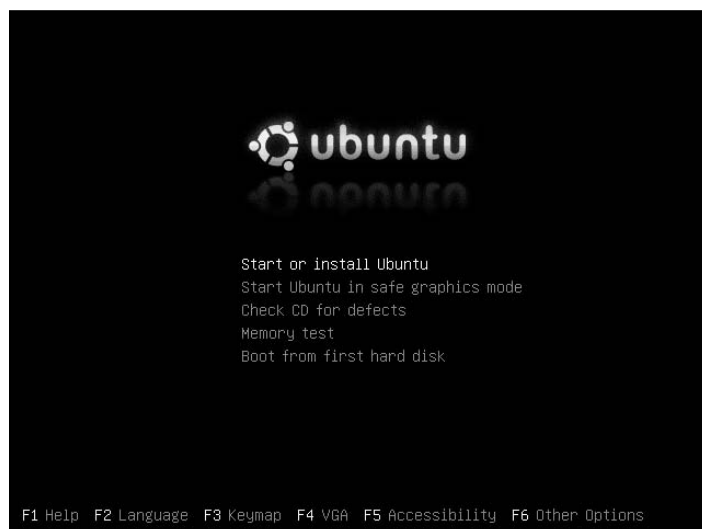 ubuntu
Start or install Ubuntu
Start Ubuntu in safe graphics mode
Check CD for defects
Memory test
Boot from first hard disk
F1 Help F2 Language F3 Keymap F4 VGA F5 Accessibility F6 Other Options